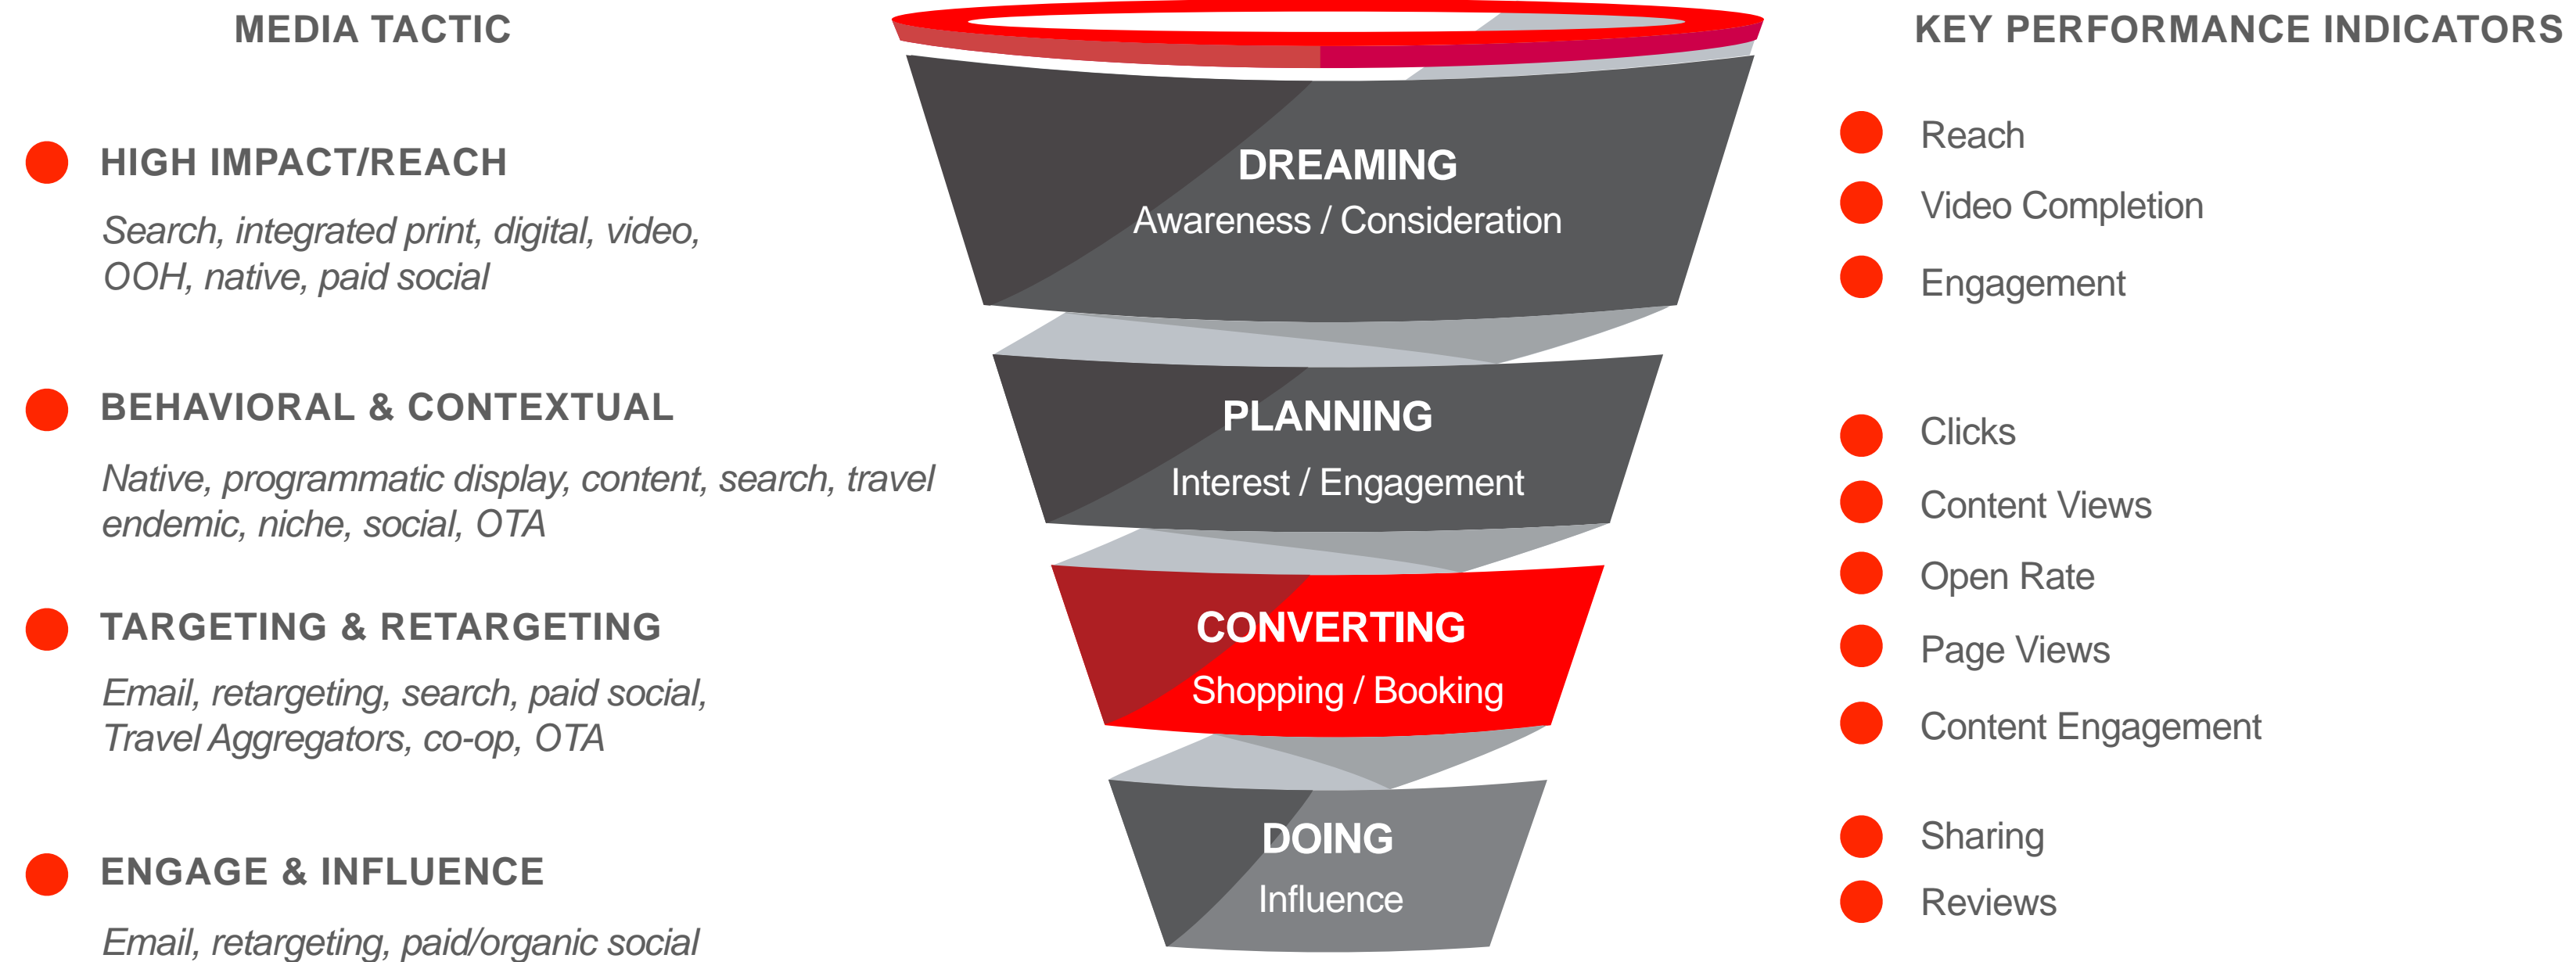 MEDIA TACTIC
HIGH IMPACT/REACH
Search, integrated print, digital, video,
OOH, native, paid social
BEHAVIORAL & CONTEXTUAL
Native, programmatic display, content, search, travel
endemic, niche, social, OTA
TARGETING & RETARGETING
Email, retargeting, search, paid social,
Travel Aggregators, co-op, OTA
ENGAGE & INFLUENCE
Email, retargeting, paid/organic social
DREAMING
Awareness / Consideration
PLANNING
Interest / Engagement
CONVERTING
Shopping / Booking
DOING
Influence
KEY PERFORMANCE INDICATORS
Reach
Video Completion
Engagement
Clicks
Content Views
Open Rate
Page Views
Content Engagement
Sharing
Reviews